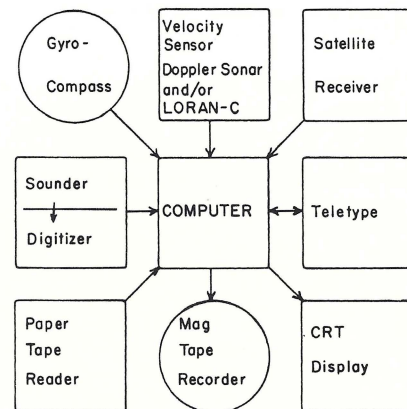 Gyro-
Compass
Velocity
Sensor
Doppler Sonar
and/or
LORAN-C
Satellite
Receiver
Sounder
Digitizer
COMPUTER
Teletype
Paper
Tape
Reader
Mag
Tape
Recorder
CRT
Display